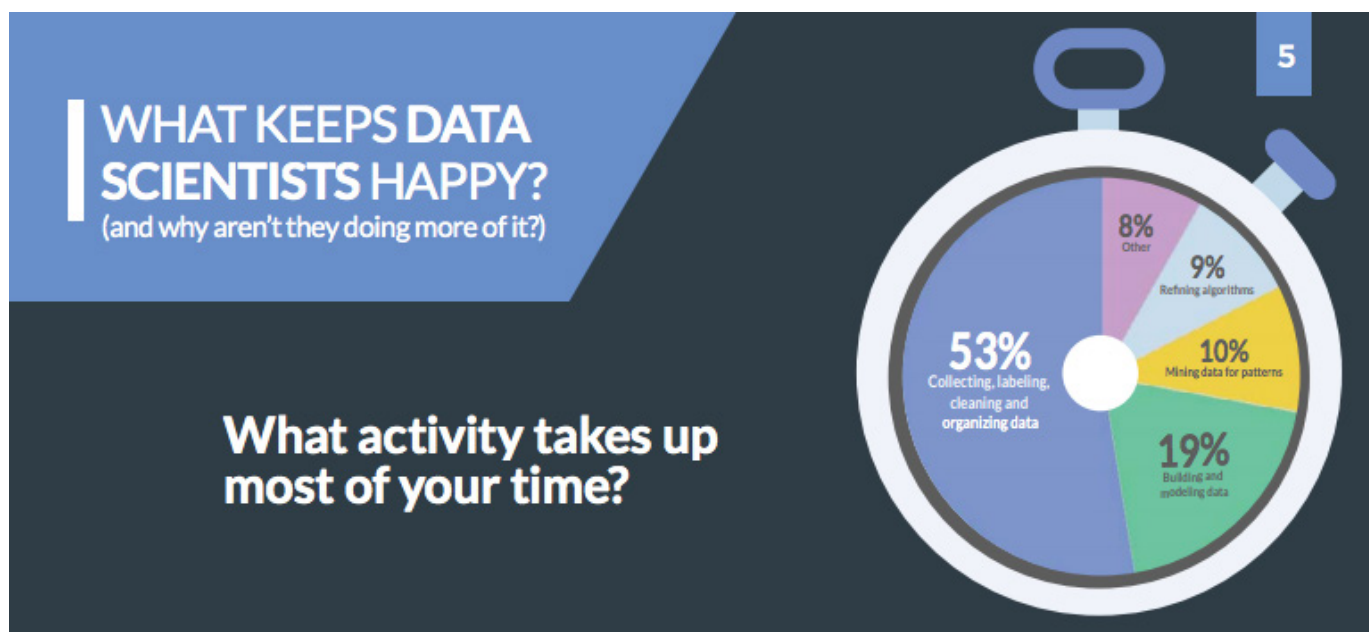 5
WHAT KEEPS DATA
SCIENTISTS HAPPY?
(and why aren't they doing more of it?)
What activity takes up
most of your time?
8%
Other
9%
Refining algorithms
10%
Mining data for patterns
19%
Building and
modeling data
53%
Collecting, labeling,
cleaning and
organizing data